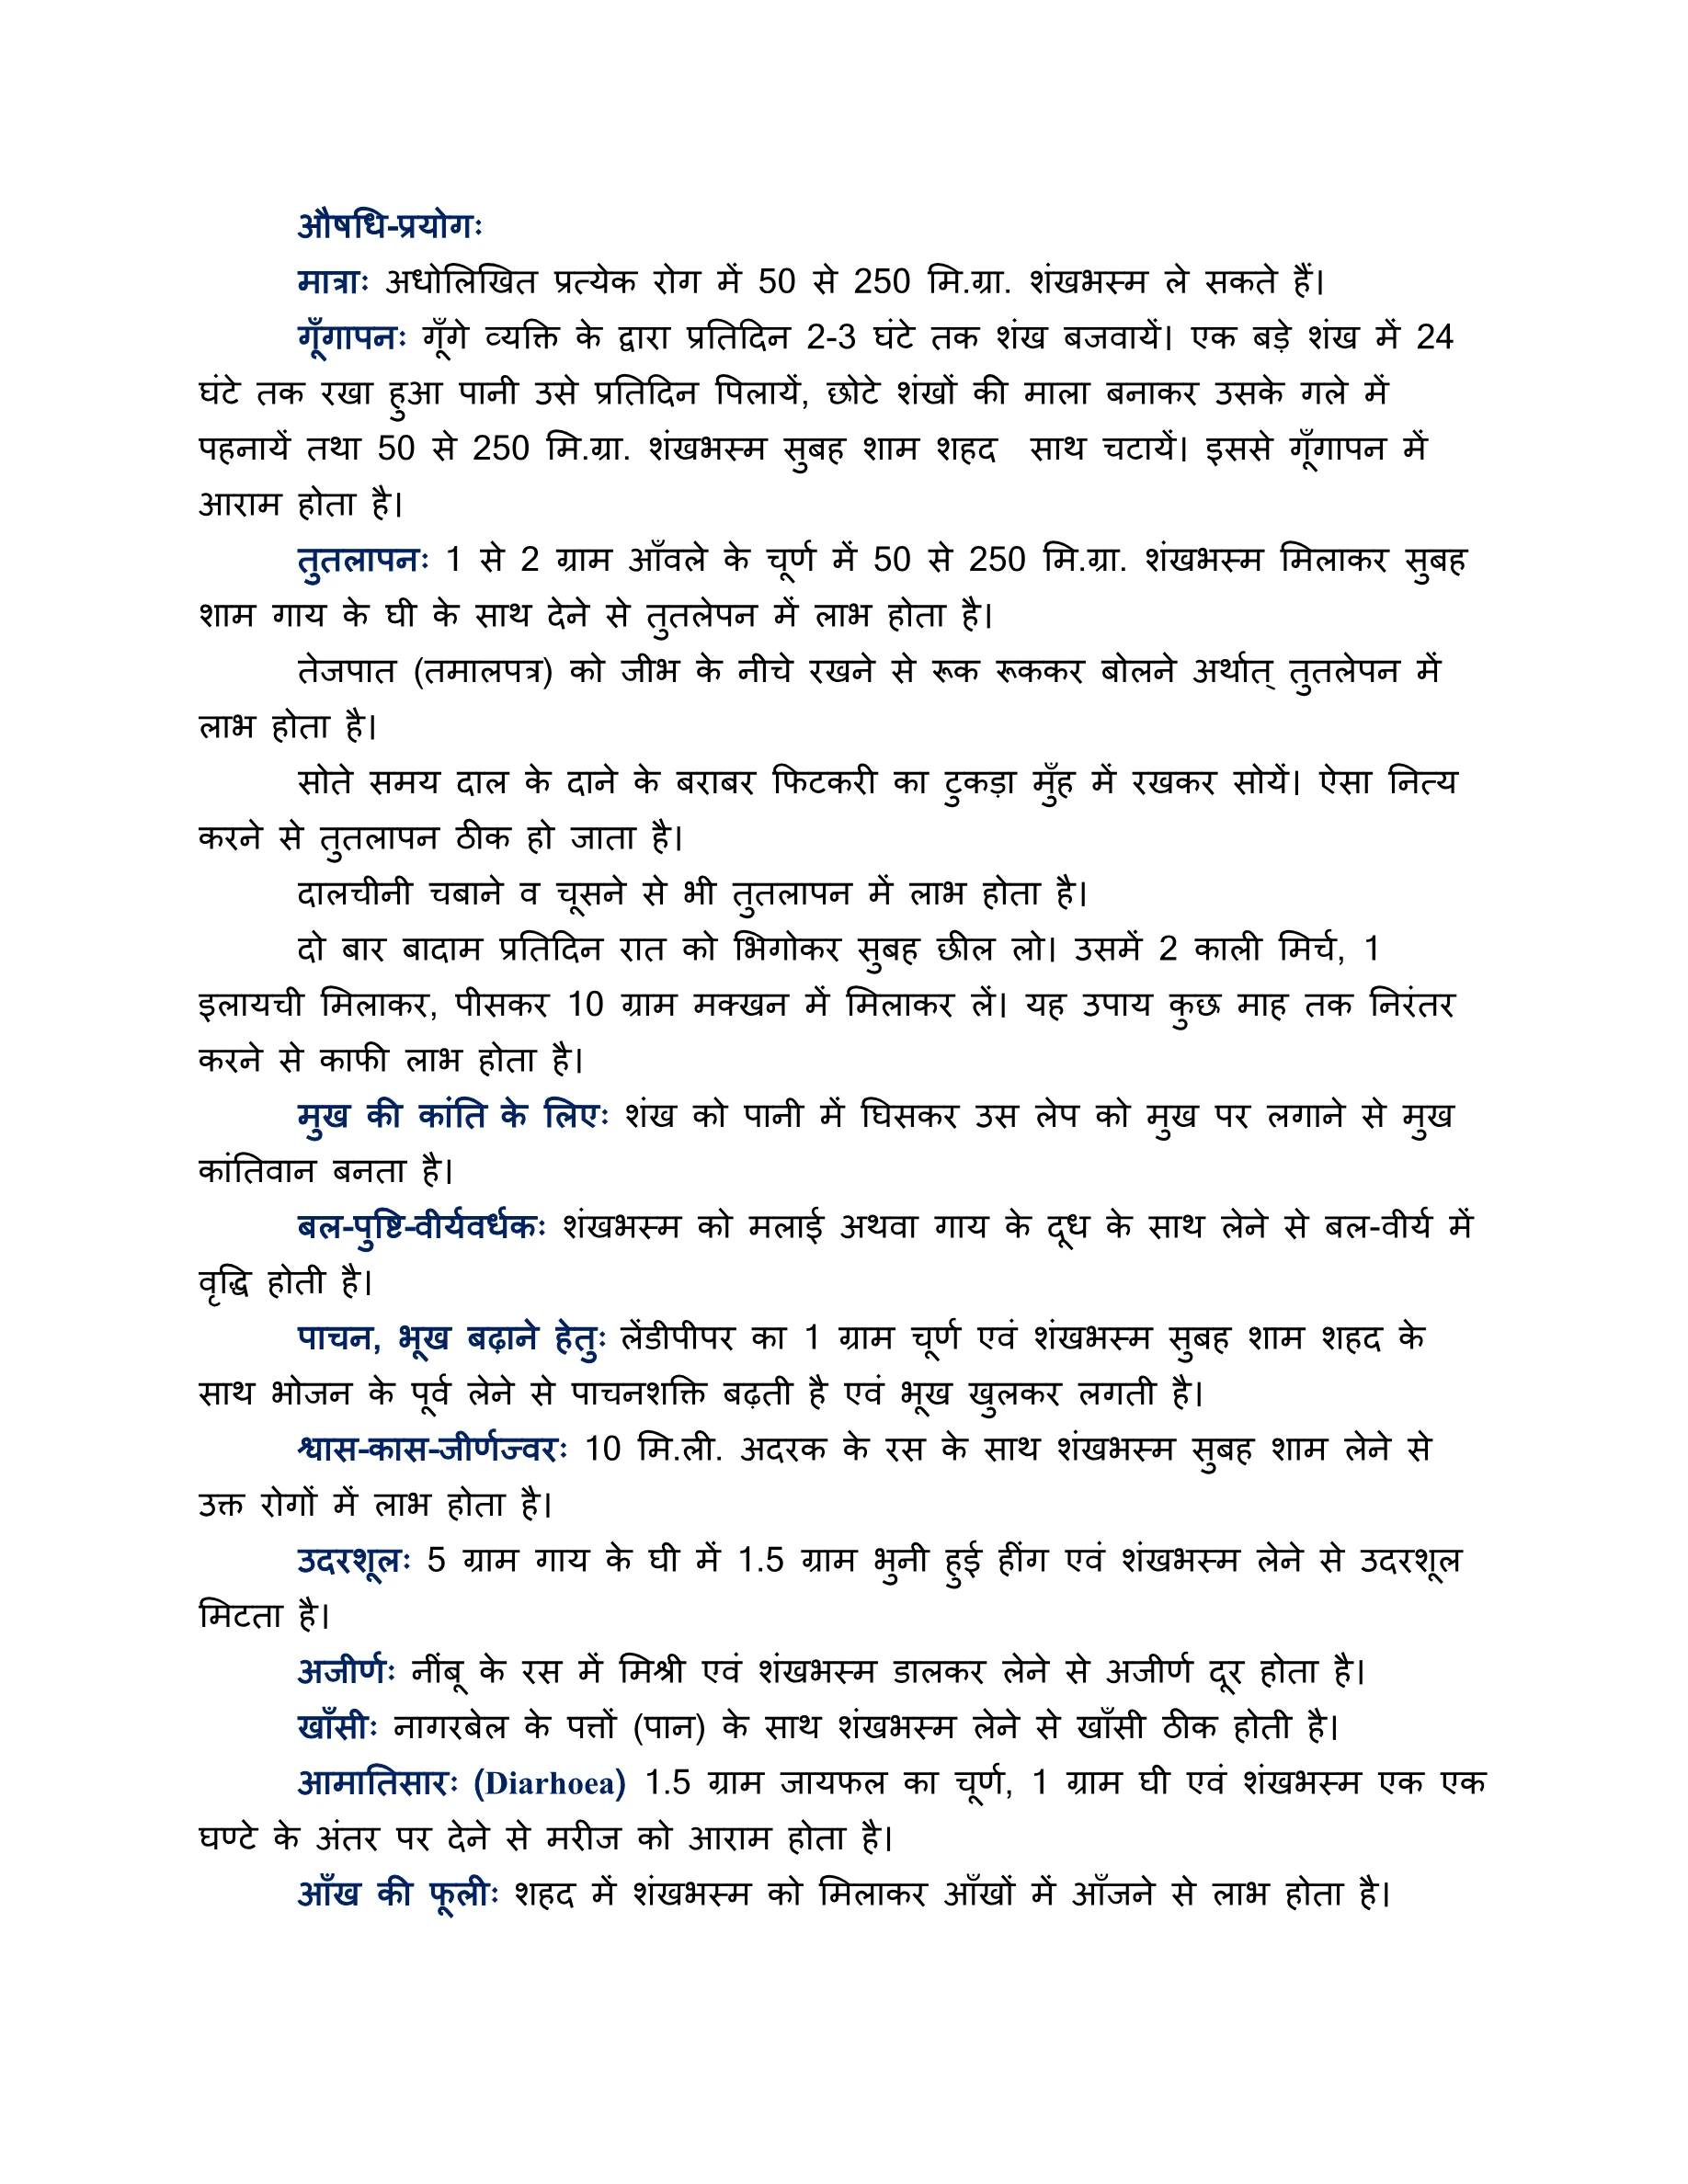 औषधि-प्रयोगः
मात्राः अधोलिखित प्रत्येक रोग में 50 से 250 मि.ग्रा. शंखभस्म ले सकते हैं।
गूँगापनः गूँगे व्यक्ति के द्वारा प्रतिदिन 2-3 घंटे तक शंख बजवायें। एक बड़े शंख में 24
घंटे तक रखा हुआ पानी उसे प्रतिदिन पिलायें, छोटे शंखों की माला बनाकर उसके गले में
पहनायें तथा 50 से 250 मि.ग्रा. शंखभस्म सुबह शाम शहद  साथ चटायें। इससे गूँगापन में
आराम होता है।
तुतलापनः 1 से 2 ग्राम आँवले के चूर्ण में 50 से 250 मि.ग्रा. शंखभस्म मिलाकर सुबह
शाम गाय के घी के साथ देने से तुतलेपन में लाभ होता है।
तेजपात (तमालपत्र) को जीभ के नीचे रखने से रूक रूककर बोलने अर्थात् तुतलेपन में
लाभ होता है।
सोते समय दाल के दाने के बराबर फिटकरी का टुकड़ा मुँह में रखकर सोयें। ऐसा नित्य
करने से तुतलापन ठीक हो जाता है।
दालचीनी चबाने व चूसने से भी तुतलापन में लाभ होता है।
दो बार बादाम प्रतिदिन रात को भिगोकर सुबह छील लो। उसमें 2 काली मिर्च, 1
इलायची मिलाकर, पीसकर 10 ग्राम मक्खन में मिलाकर लें। यह उपाय कुछ माह तक निरंतर
करने से काफी लाभ होता है।
मुख की कांति के लिएः शंख को पानी में घिसकर उस लेप को मुख पर लगाने से मुख
कांतिवान बनता है।
बल-पुष्टि-वीर्यवर्धकः शंखभस्म को मलाई अथवा गाय के दूध के साथ लेने से बल-वीर्य में
वृद्धि होती है।
पाचन, भूख बढ़ाने हेतुः लेंडीपीपर का 1 ग्राम चूर्ण एवं शंखभस्म सुबह शाम शहद के
साथ भोजन के पूर्व लेने से पाचनशक्ति बढ़ती है एवं भूख खुलकर लगती है।
श्वास-कास-जीर्णज्वरः 10 मि.ली. अदरक के रस के साथ शंखभस्म सुबह शाम लेने से
उक्त रोगों में लाभ होता है।
उदरशूलः 5 ग्राम गाय के घी में 1.5 ग्राम भुनी हुई हींग एवं शंखभस्म लेने से उदरशूल
मिटता है।
अजीर्णः नींबू के रस में मिश्री एवं शंखभस्म डालकर लेने से अजीर्ण दूर होता है।
खाँसीः नागरबेल के पत्तों (पान) के साथ शंखभस्म लेने से खाँसी ठीक होती है।
आमातिसारः (Diarhoea) 1.5 ग्राम जायफल का चूर्ण, 1 ग्राम घी एवं शंखभस्म एक एक
घण्टे के अंतर पर देने से मरीज को आराम होता है।
आँख की फूलीः शहद में शंखभस्म को मिलाकर आँखों में आँजने से लाभ होता है।